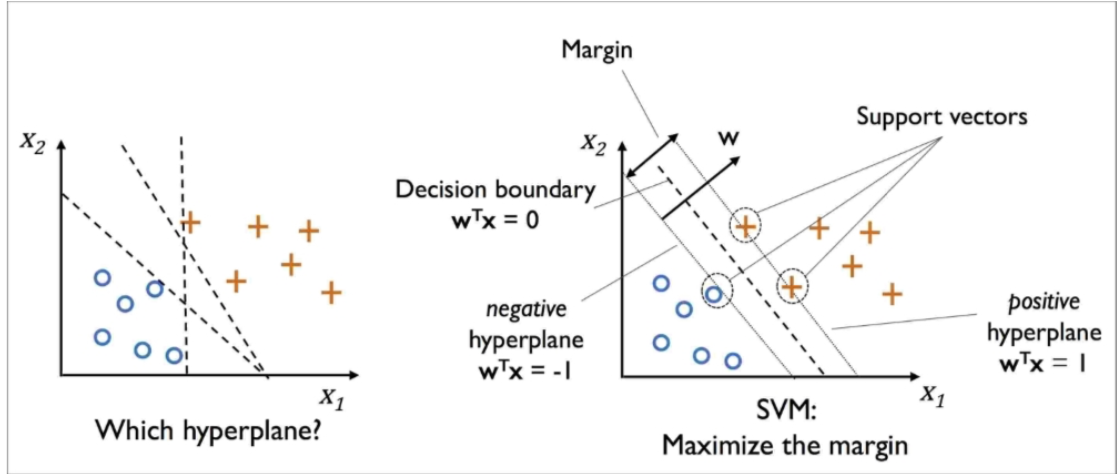 X2
X1
Which hyperplane?
Margin
Support vectors
X2
w
Decision boundary
wᵀx = 0
negative
hyperplane
wᵀx = -1
positive
hyperplane
wᵀx = 1
X1
SVM:
Maximize the margin